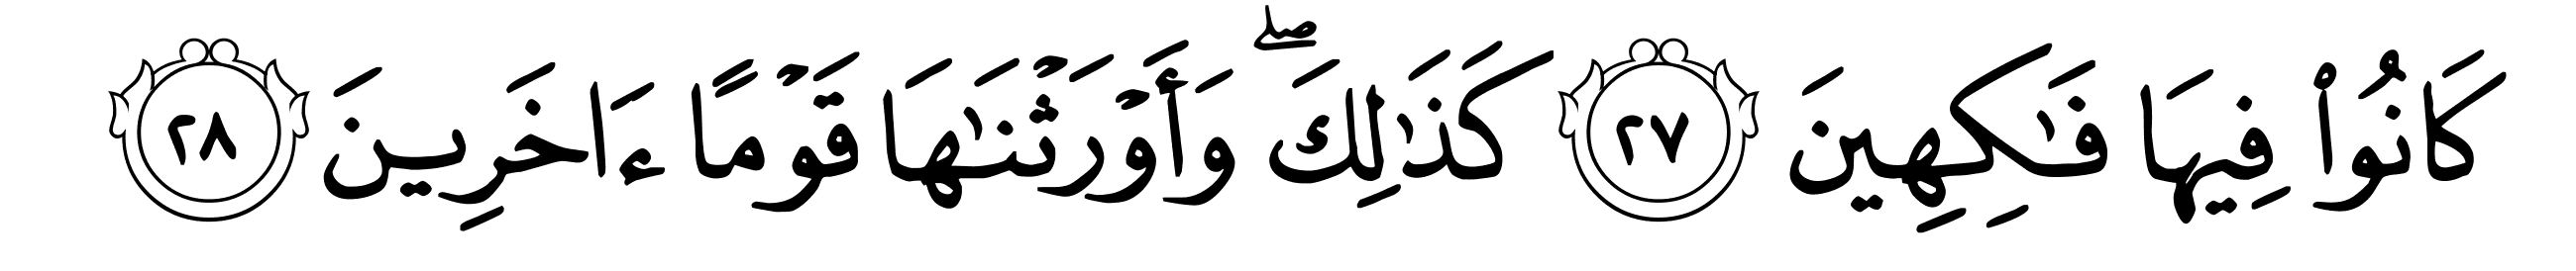 كَانُوا۟ فِيهَا فَـٰكِهِينَ ٢٧ كَذَٰلِكَ ۖ وَأَوْرَثْنَـٰهَا قَوْمًا ءَاخَرِينَ ٢٨